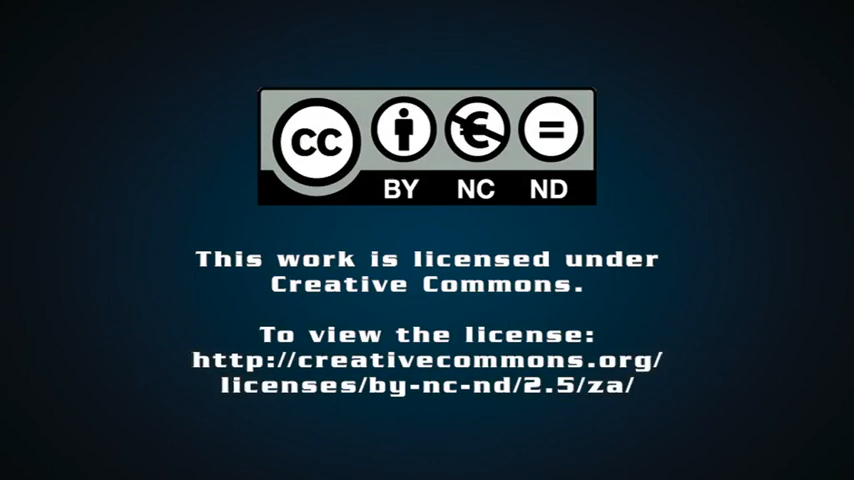 CC
BY NC ND
This work is licensed under
Creative Commons.
To view the license:
http://creativecommons.org/
licenses/by-nc-nd/2.5/za/